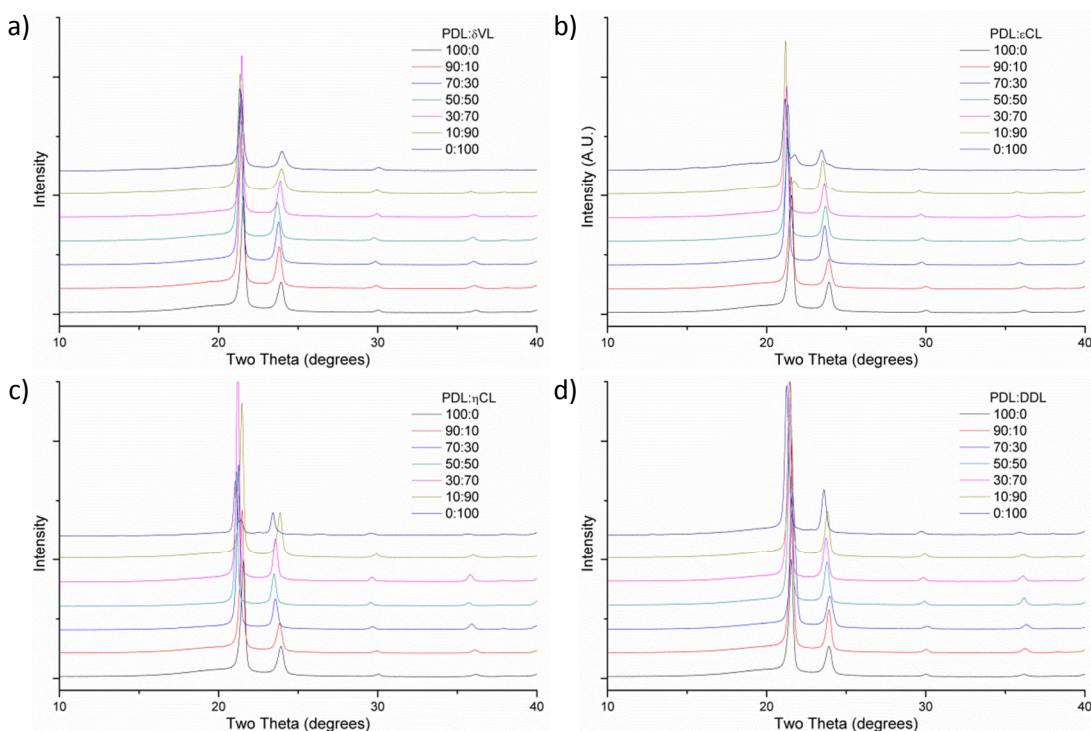 a)
PDL:δVL
100:0
90:10
70:30
50:50
30:70
10:90
0:100
Intensity
10 20 30 40
Two Theta (degrees)
b)
PDL:εCL
100:0
90:10
70:30
50:50
30:70
10:90
0:100
Intensity (A.U.)
10 20 30 40
Two Theta (degrees)
c)
PDL:ηCL
100:0
90:10
70:30
50:50
30:70
10:90
0:100
Intensity
10 20 30 40
Two Theta (degrees)
d)
PDL:DDL
100:0
90:10
70:30
50:50
30:70
10:90
0:100
Intensity
10 20 30 40
Two Theta (degrees)